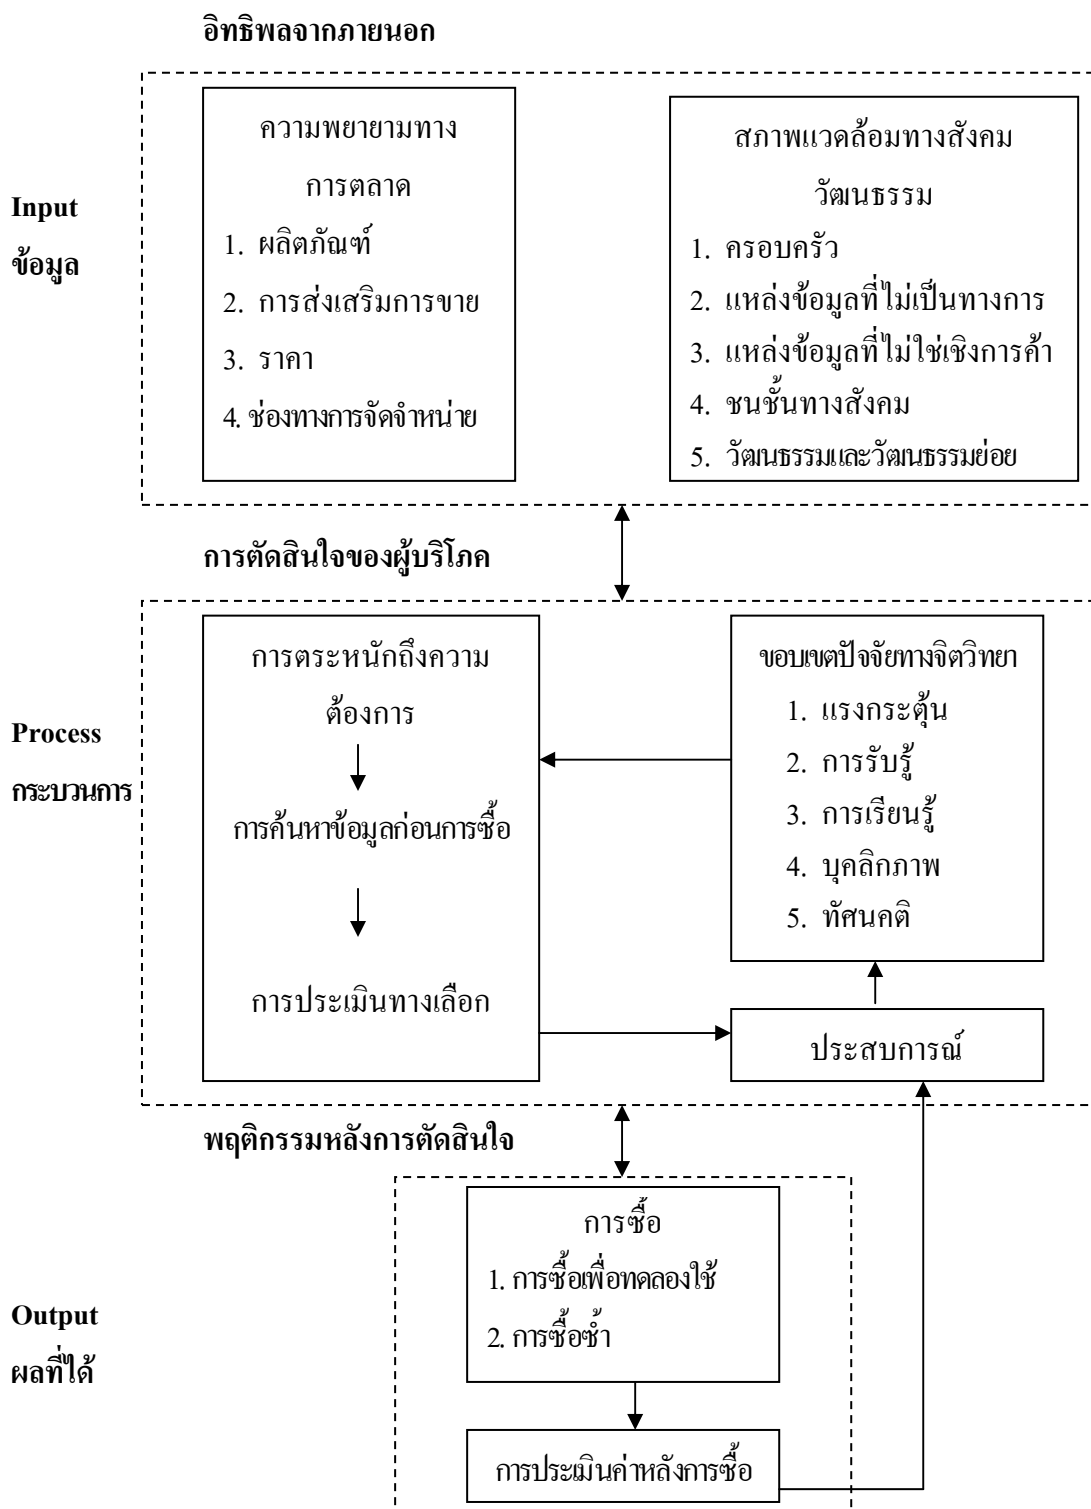 อิทธิพลจากภายนอก
Input
ข้อมูล
ความพยายามทาง
การตลาด
1. ผลิตภัณฑ์
2. การส่งเสริมการขาย
3. ราคา
4. ช่องทางการจัดจำหน่าย
สภาพแวดล้อมทางสังคม
วัฒนธรรม
1. ครอบครัว
2. แหล่งข้อมูลที่ไม่เป็นทางการ
3. แหล่งข้อมูลที่ไม่ใช่เชิงการค้า
4. ชนชั้นทางสังคม
5. วัฒนธรรมและวัฒนธรรมย่อย
การตัดสินใจของผู้บริโภค
Process
กระบวนการ
การตระหนักถึงความ
ต้องการ
การค้นหาข้อมูลก่อนการซื้อ
การประเมินทางเลือก
ขอบเขตปัจจัยทางจิตวิทยา
1. แรงกระตุ้น
2. การรับรู้
3. การเรียนรู้
4. บุคลิกภาพ
5. ทัศนคติ
ประสบการณ์
พฤติกรรมหลังการตัดสินใจ
Output
ผลที่ได้
การซื้อ
1. การซื้อเพื่อทดลองใช้
2. การซื้อซ้ำ
การประเมินค่าหลังการซื้อ